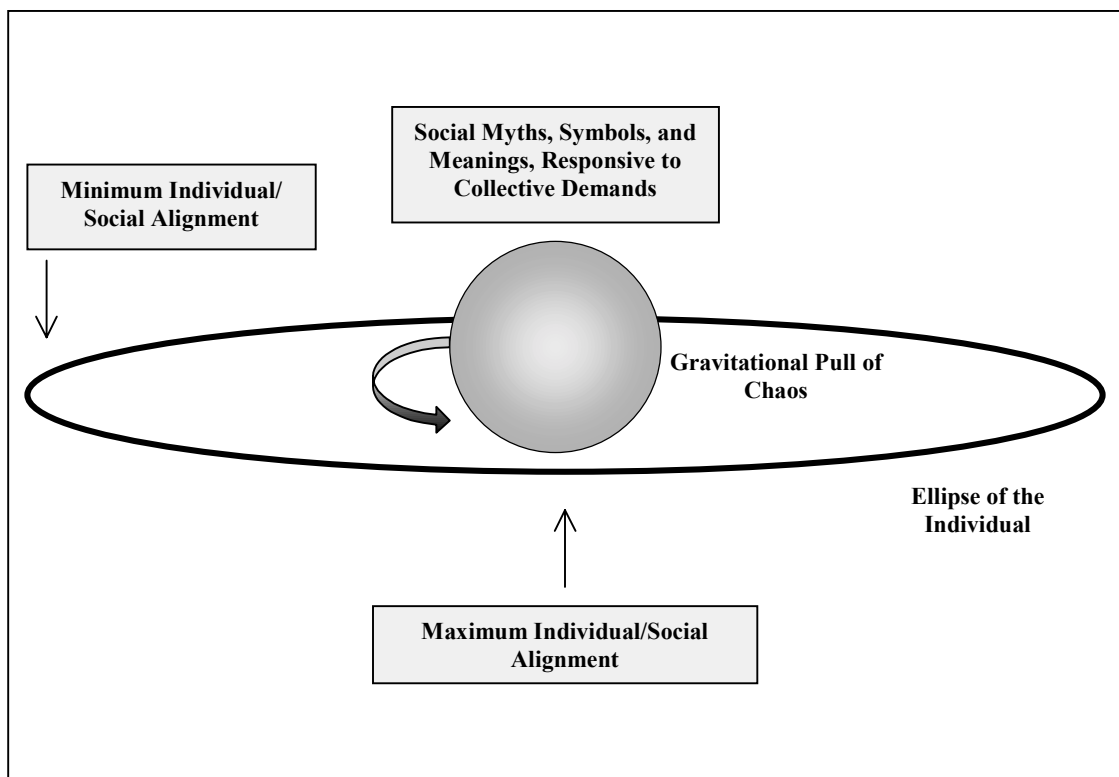 Social Myths, Symbols, and
Meanings, Responsive to
Collective Demands
Minimum Individual/
Social Alignment
Gravitational Pull of
Chaos
Ellipse of the
Individual
Maximum Individual/Social
Alignment